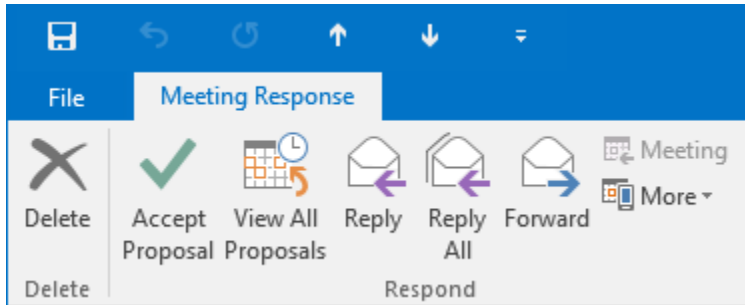 File
Meeting Response
Meeting
More
Delete
Accept
Proposal
View All
Proposals
Reply
Reply
All
Forward
Delete
Respond